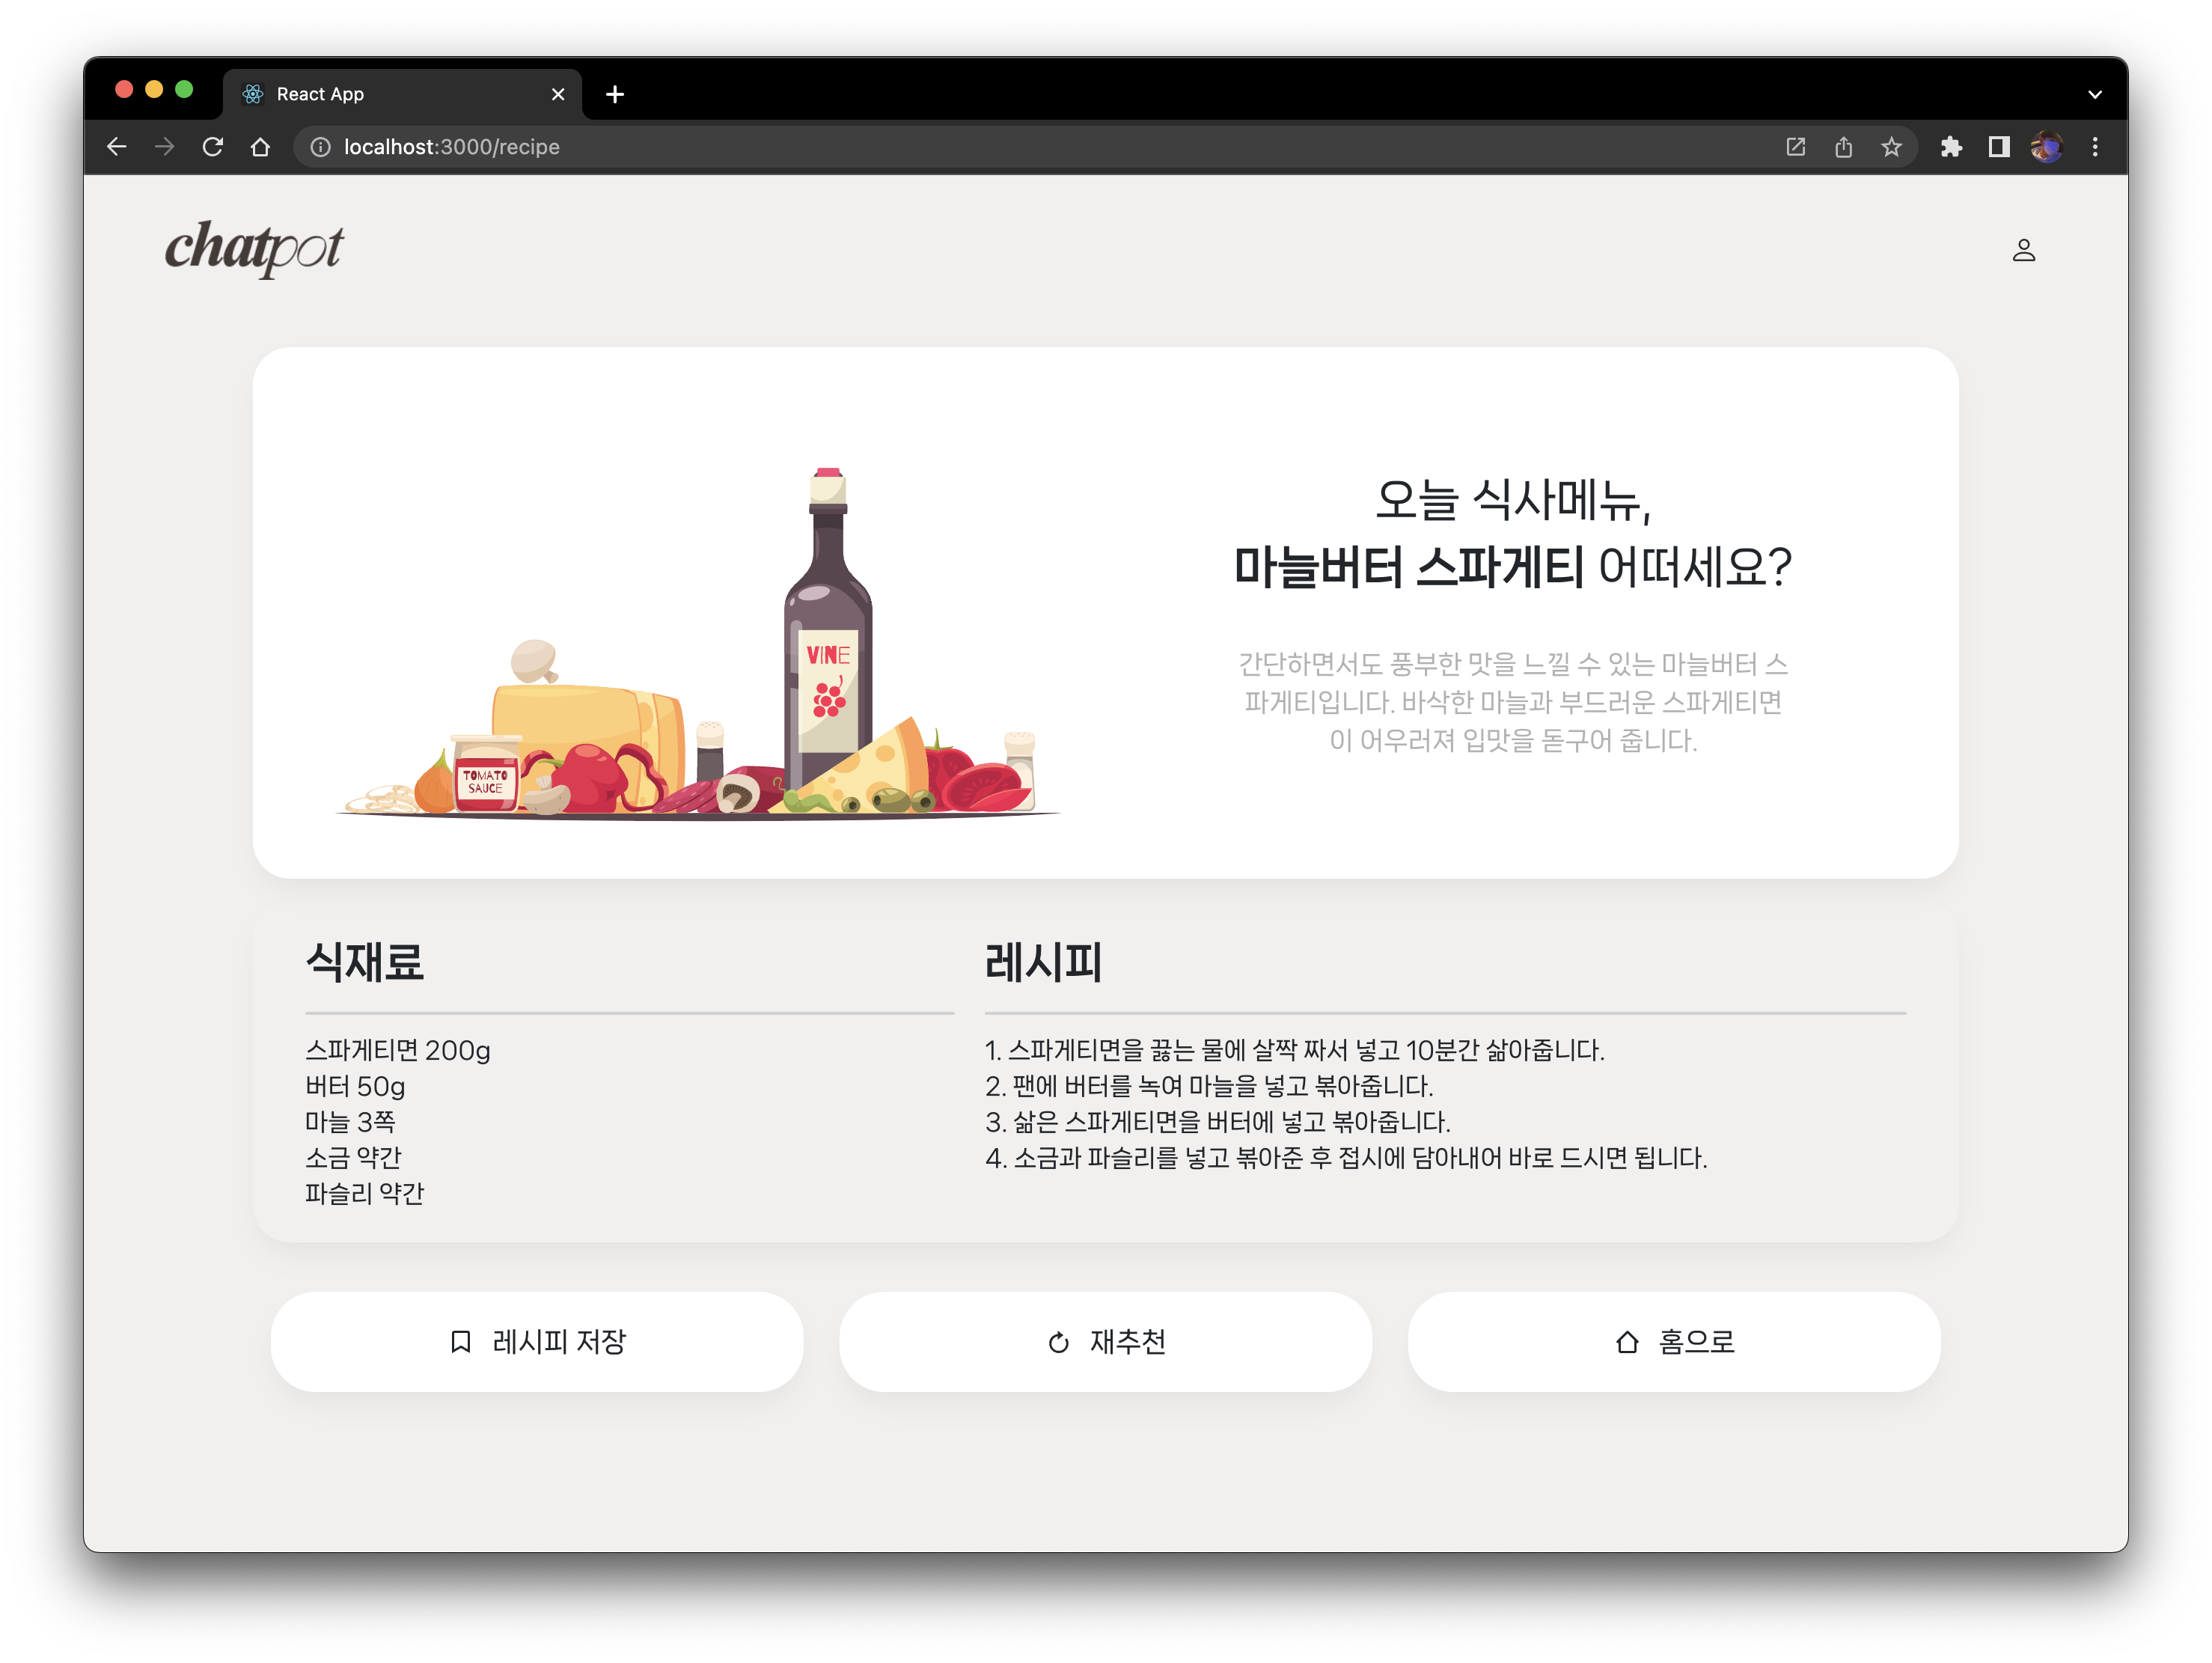 React App
localhost:3000/recipe
chatpot
오늘 식사메뉴,
마늘버터 스파게티 어떠세요?
간단하면서도 풍부한 맛을 느낄 수 있는 마늘버터 스
파게티입니다. 바삭한 마늘과 부드러운 스파게티면
이 어우러져 입맛을 돋구어 줍니다.
VINE
TOMATO
SAUCE
식재료
스파게티면 200g
버터 50g
마늘 3쪽
소금 약간
파슬리 약간
레시피
1. 스파게티면을 끓는 물에 살짝 짜서 넣고 10분간 삶아줍니다.
2. 팬에 버터를 녹여 마늘을 넣고 볶아줍니다.
3. 삶은 스파게티면을 버터에 넣고 볶아줍니다.
4. 소금과 파슬리를 넣고 볶아준 후 접시에 담아내어 바로 드시면 됩니다.
레시피 저장
재추천
홈으로